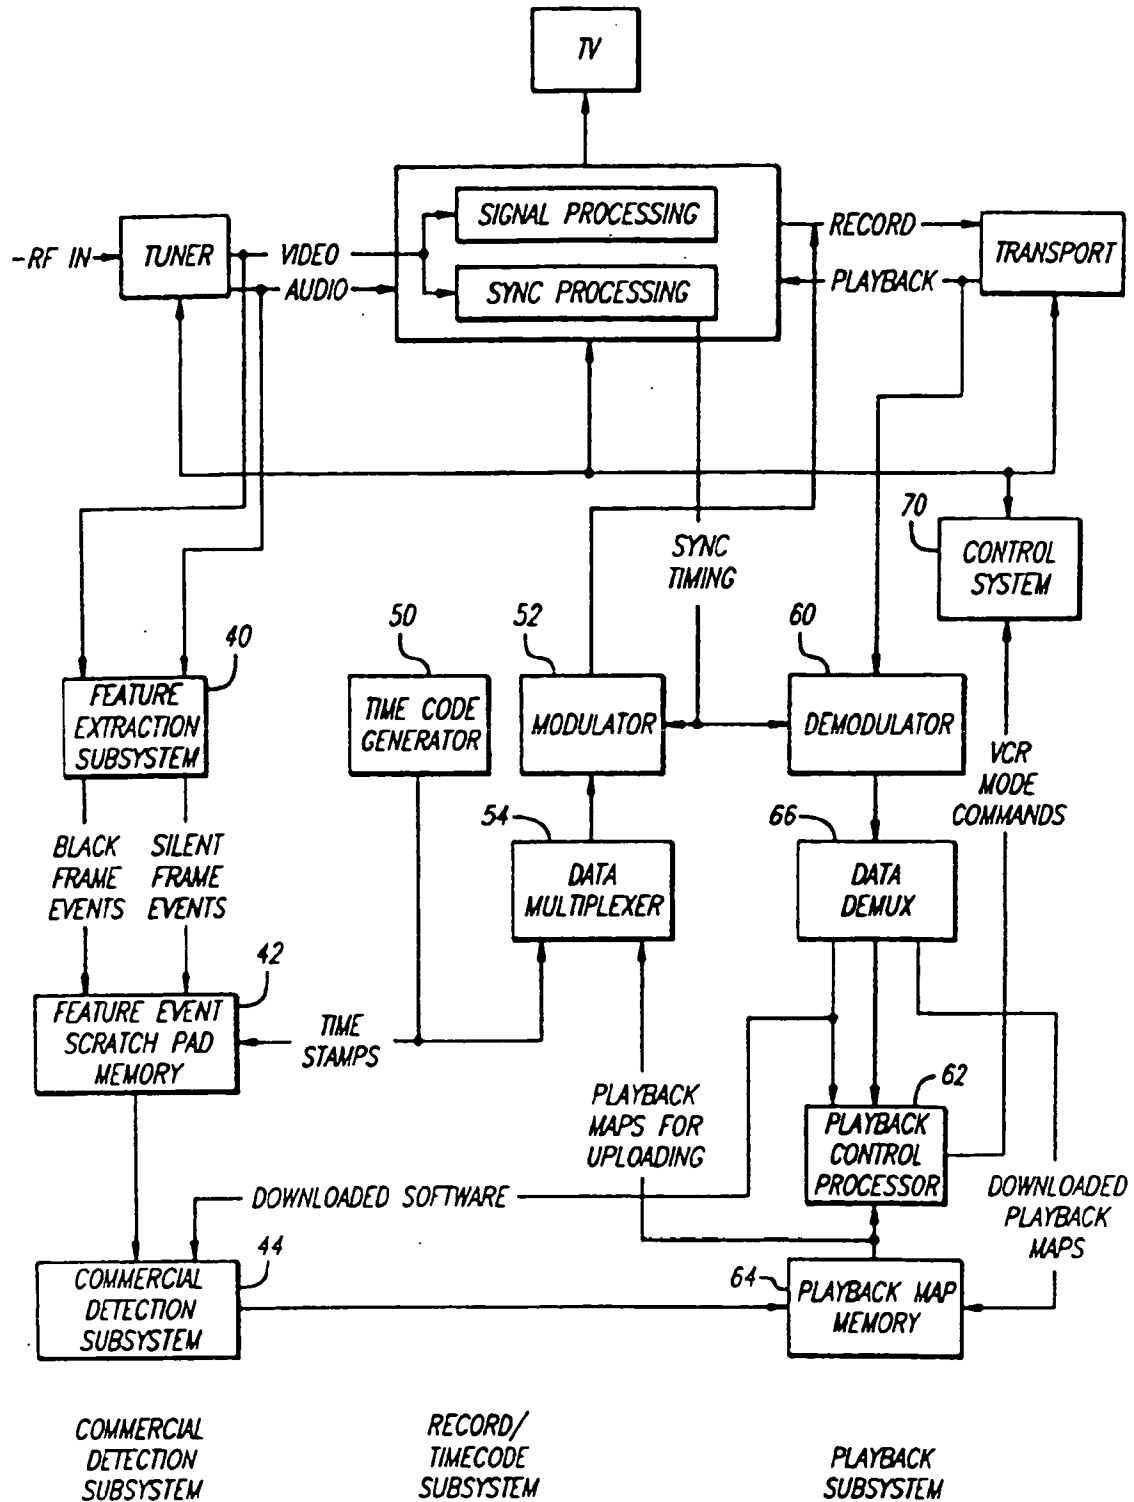 TV
SIGNAL PROCESSING
SYNC PROCESSING
-RF IN
TUNER
VIDEO
AUDIO
RECORD
PLAYBACK
TRANSPORT
70
CONTROL
SYSTEM
SYNC
TIMING
40
FEATURE
EXTRACTION
SUBSYSTEM
50
TIME CODE
GENERATOR
52
MODULATOR
60
DEMODULATOR
VCR
MODE
COMMANDS
BLACK
FRAME
EVENTS
SILENT
FRAME
EVENTS
54
DATA
MULTIPLEXER
66
DATA
DEMUX
42
FEATURE EVENT
SCRATCH PAD
MEMORY
TIME
STAMPS
PLAYBACK
MAPS FOR
UPLOADING
62
PLAYBACK
CONTROL
PROCESSOR
DOWNLOADED
PLAYBACK
MAPS
DOWNLOADED SOFTWARE
44
COMMERCIAL
DETECTION
SUBSYSTEM
64
PLAYBACK MAP
MEMORY
COMMERCIAL
DETECTION
SUBSYSTEM
RECORD/
TIMECODE
SUBSYSTEM
PLAYBACK
SUBSYSTEM